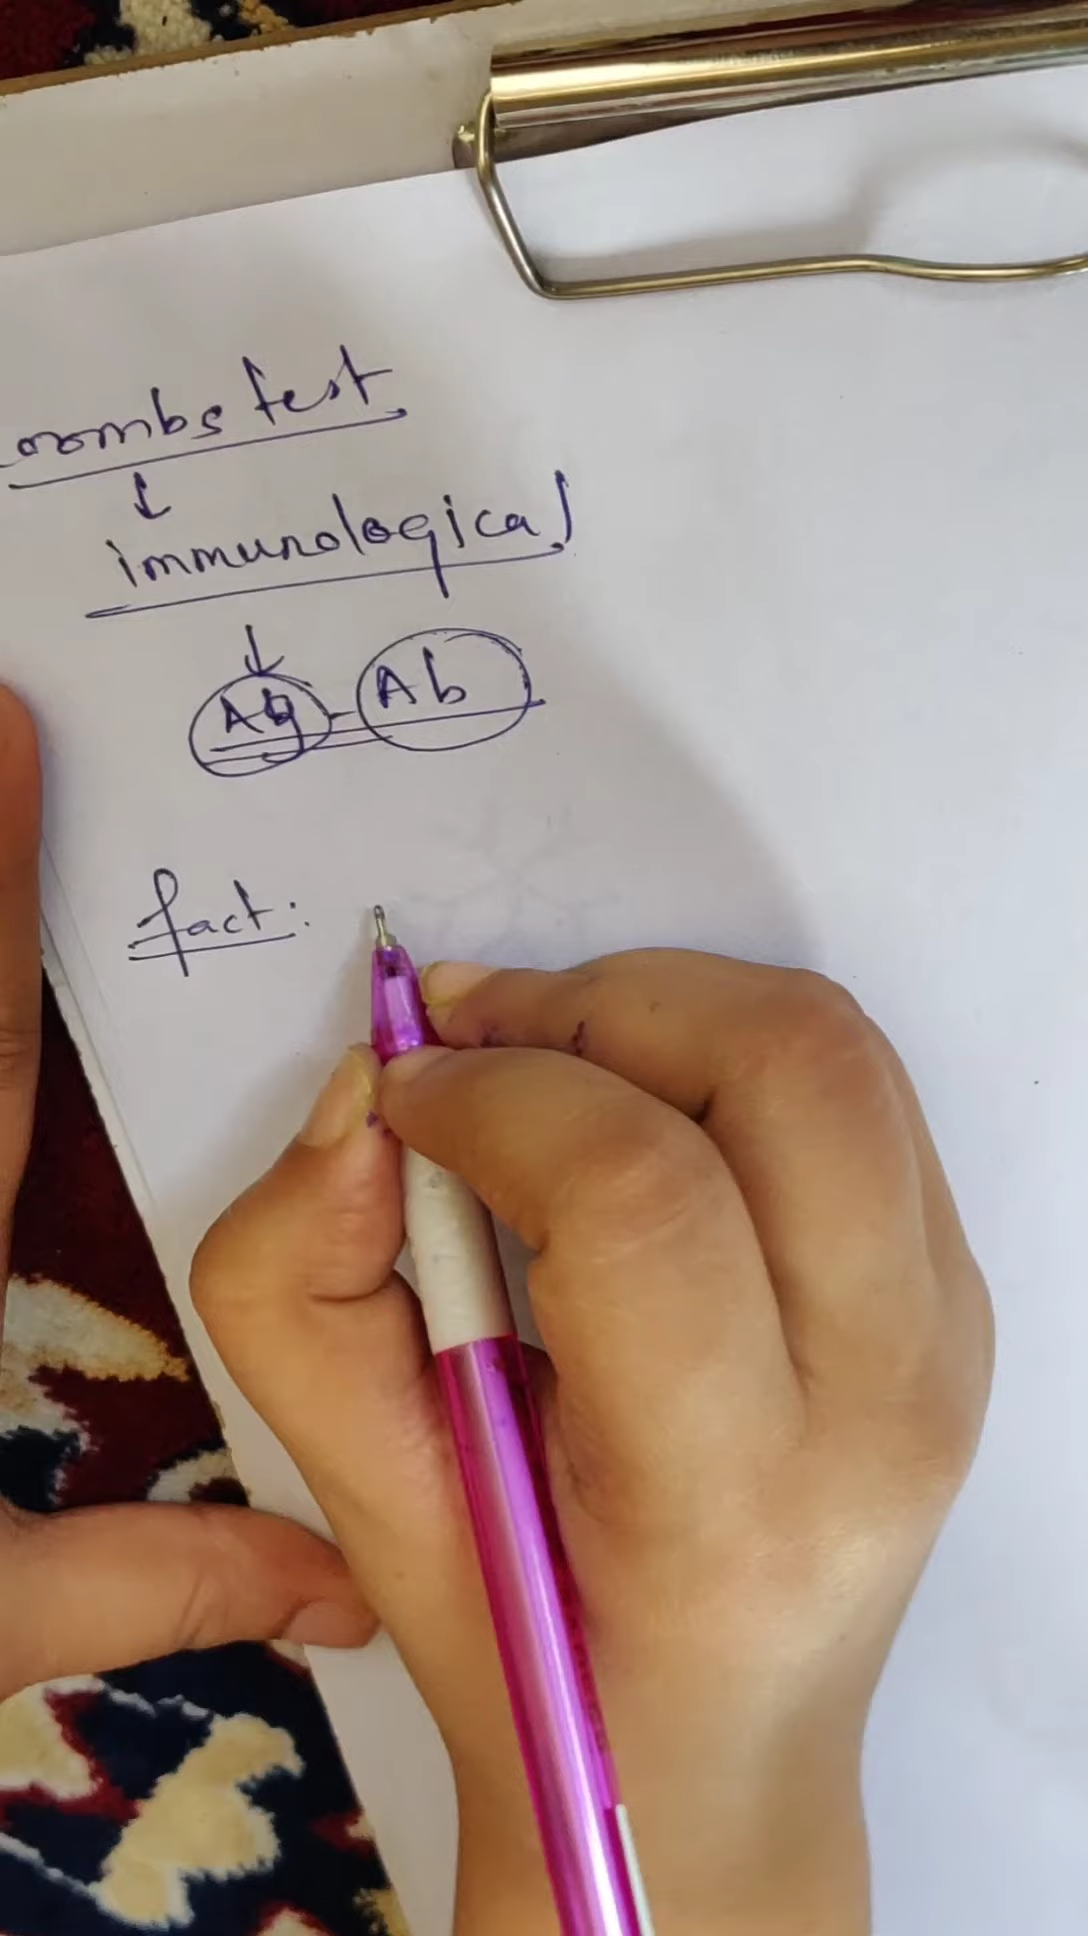 oombs test
↓
immunological
↓
Ag - Ab
fact: